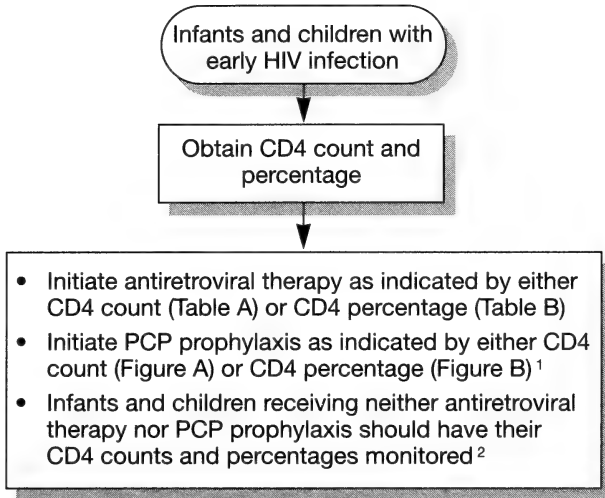 Infants and children with
early HIV infection
Obtain CD4 count and
percentage
• Initiate antiretroviral therapy as indicated by either
CD4 count (Table A) or CD4 percentage (Table B)
• Initiate PCP prophylaxis as indicated by either CD4
count (Figure A) or CD4 percentage (Figure B) 1
• Infants and children receiving neither antiretroviral
therapy nor PCP prophylaxis should have their
CD4 counts and percentages monitored 2